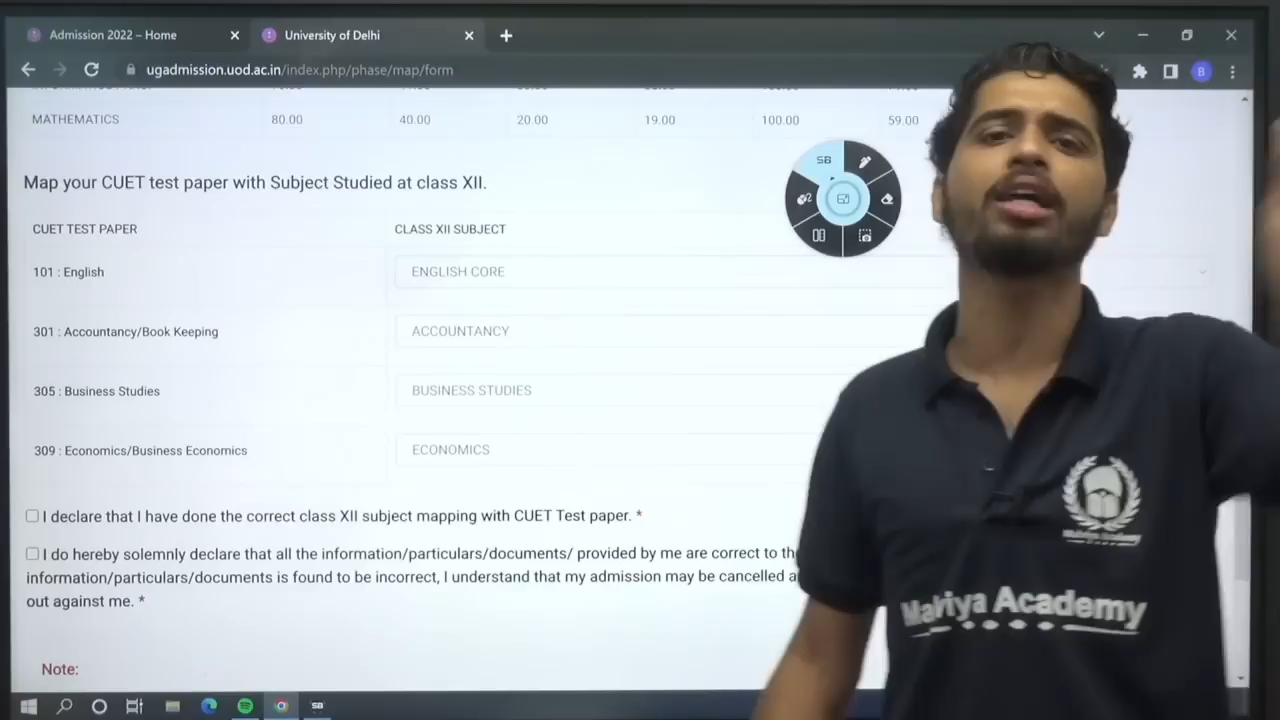 Admission 2022 – Home
University of Delhi
ugadmission.uod.ac.in/index.php/phase/map/form
B
MATHEMATICS 80.00 40.00 20.00 19.00 100.00 59.00
SB
Map your CUET test paper with Subject Studied at class XII.
CUET TEST PAPER CLASS XII SUBJECT
101 : English ENGLISH CORE
301 : Accountancy/Book Keeping ACCOUNTANCY
305 : Business Studies BUSINESS STUDIES
309 : Economics/Business Economics ECONOMICS
I declare that I have done the correct class XII subject mapping with CUET Test paper. *
I do hereby solemnly declare that all the information/particulars/documents/ provided by me are correct to the
information/particulars/documents is found to be incorrect, I understand that my admission may be cancelled a
out against me. *
Note:
SB
Academy